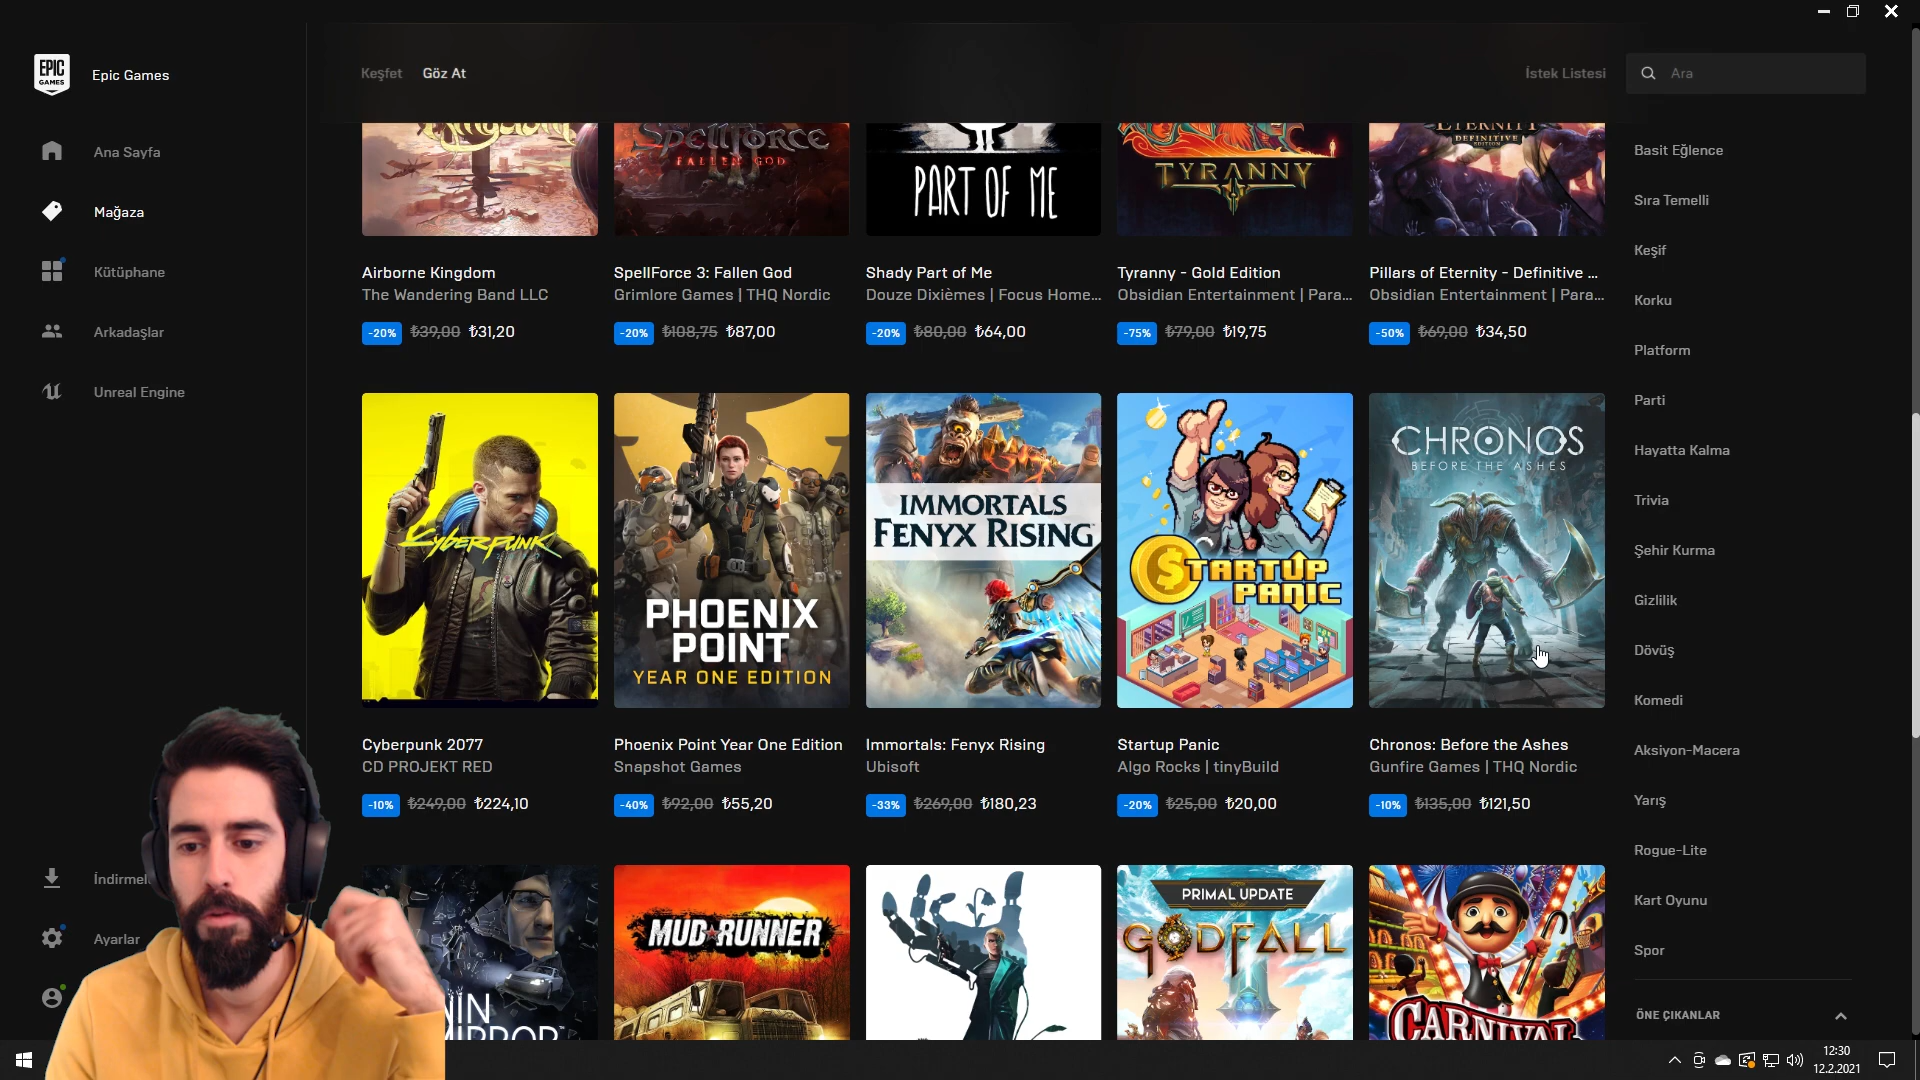 EPIC
GAMES
Epic Games
Keşfet
Göz At
İstek Listesi
Ara
Ana Sayfa
Mağaza
Kütüphane
Arkadaşlar
Unreal Engine
SPELLFORCE
FALLEN GOD
PART OF ME
TYRANNY
ETERNITY
DEFINITIVE
EDITION
Airborne Kingdom
The Wandering Band LLC
-20% ₺39,00 ₺31,20
SpellForce 3: Fallen God
Grimlore Games | THQ Nordic
-20% ₺108,75 ₺87,00
Shady Part of Me
Douze Dixièmes | Focus Home...
-20% ₺80,00 ₺64,00
Tyranny - Gold Edition
Obsidian Entertainment | Para...
-75% ₺79,00 ₺19,75
Pillars of Eternity - Definitive ...
Obsidian Entertainment | Para...
-50% ₺69,00 ₺34,50
Cyberpunk
PHOENIX
POINT
YEAR ONE EDITION
IMMORTALS
FENYX RISING
STARTUP
PANIC
CHRONOS
BEFORE THE ASHES
Cyberpunk 2077
CD PROJEKT RED
-10% ₺249,00 ₺224,10
Phoenix Point Year One Edition
Snapshot Games
-40% ₺92,00 ₺55,20
Immortals: Fenyx Rising
Ubisoft
-33% ₺269,00 ₺180,23
Startup Panic
Algo Rocks | tinyBuild
-20% ₺25,00 ₺20,00
Chronos: Before the Ashes
Gunfire Games | THQ Nordic
-10% ₺135,00 ₺121,50
MUDRUNNER
PRIMAL UPDATE
GODFALL
CARNIVAL
Basit Eğlence
Sıra Temelli
Keşif
Korku
Platform
Parti
Hayatta Kalma
Trivia
Şehir Kurma
Gizlilik
Dövüş
Komedi
Aksiyon-Macera
Yarış
Rogue-Lite
Kart Oyunu
Spor
ÖNE ÇIKANLAR
Ayarlar
12:30
12.2.2021